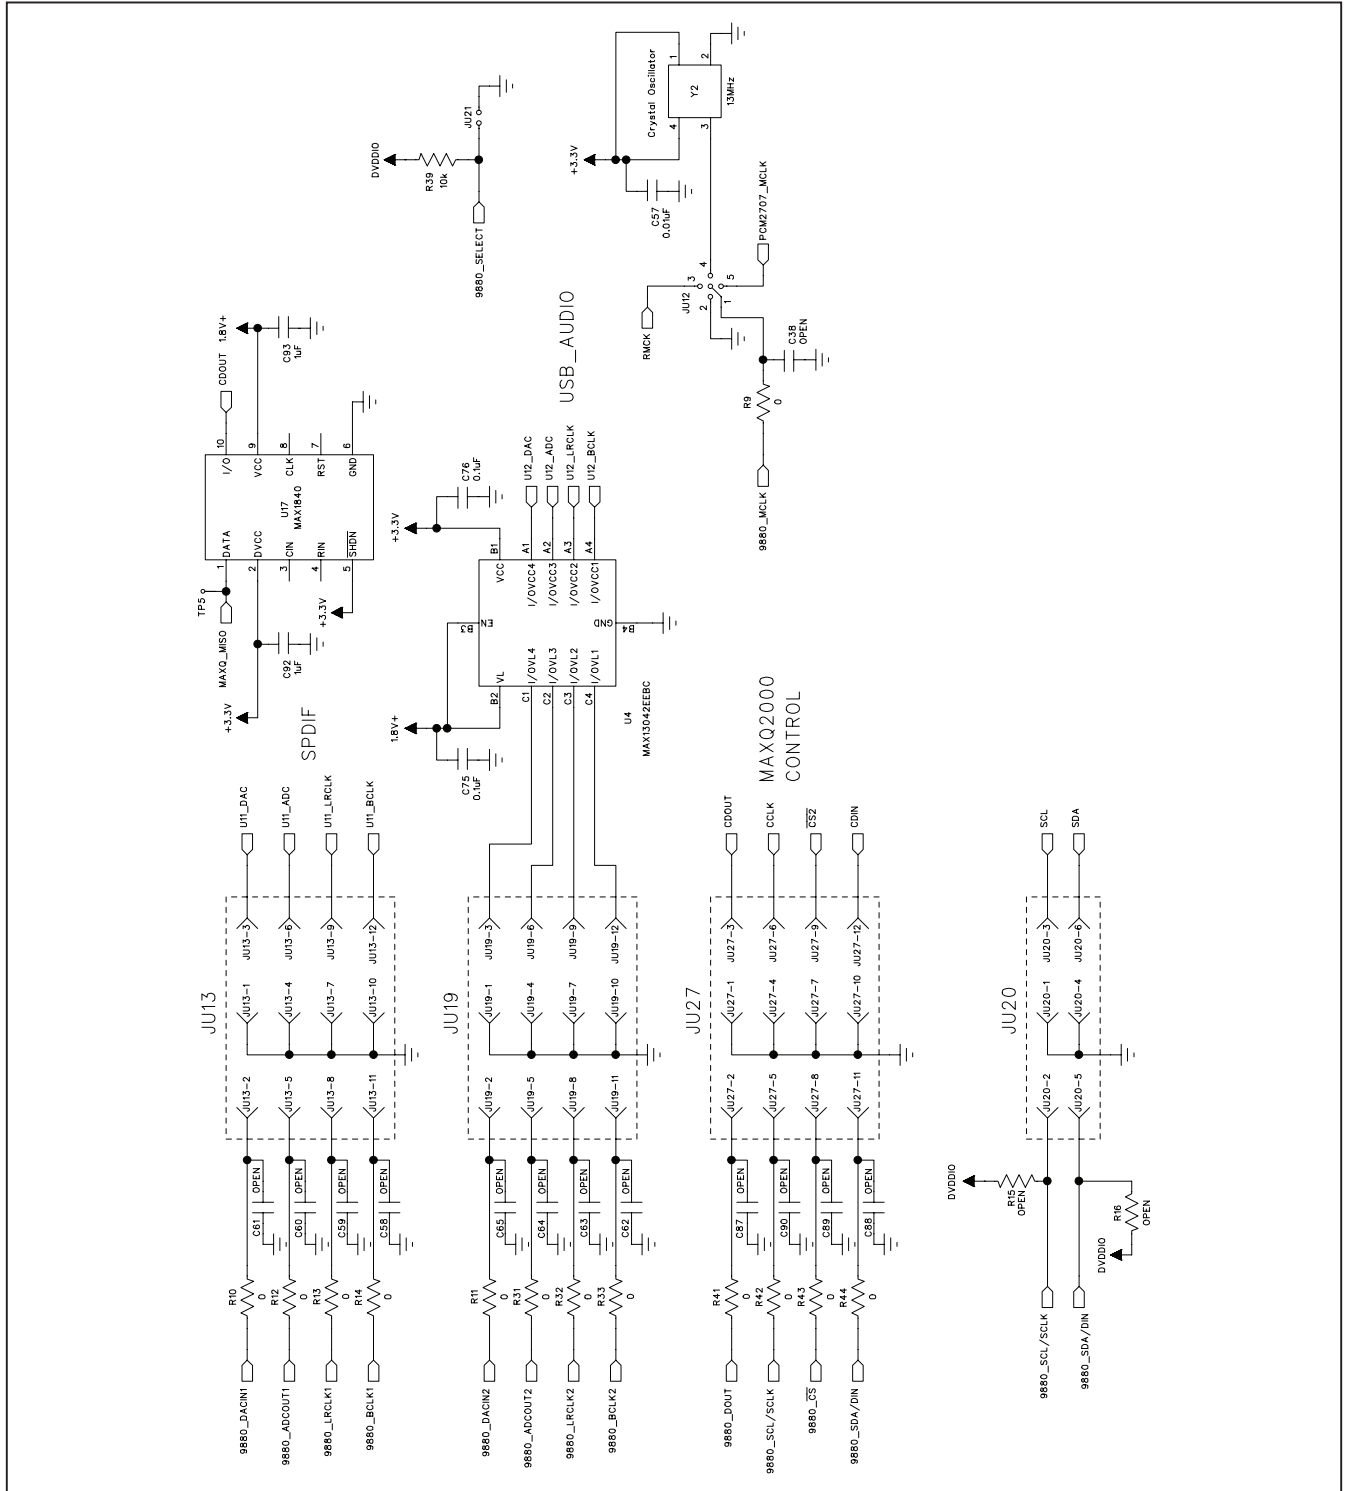 JU13
9880_DACIN1
R10
0
C61
OPEN
JU13-2
JU13-1
JU13-3
U11_DAC
9880_ADCOUT1
R12
0
C60
OPEN
JU13-5
JU13-4
JU13-6
U11_ADC
9880_LRCLK1
R13
0
C59
OPEN
JU13-8
JU13-7
JU13-9
U11_LRCLK
9880_BCLK1
R14
0
C58
OPEN
JU13-11
JU13-10
JU13-12
U11_BCLK
SPDIF
+3.3V
C92
1uF
MAXQ_MISO
TP5
+3.3V
1
DATA
2
DVCC
3
CIN
4
RIN
5
SHDN
U17
MAX1840
I/O
10
VCC
9
CLK
8
RST
7
GND
6
CDOUT
1.8V+
C93
1uF
JU19
9880_DACIN2
R11
0
C65
OPEN
JU19-2
JU19-1
JU19-3
9880_ADCOUT2
R31
0
C64
OPEN
JU19-5
JU19-4
JU19-6
9880_LRCLK2
R32
0
C63
OPEN
JU19-8
JU19-7
JU19-9
9880_BCLK2
R33
0
C62
OPEN
JU19-11
JU19-10
JU19-12
1.8V+
C75
0.1uF
B2
VL
B3
EN
B1
VCC
C1
I/OVL4
C2
I/OVL3
C3
I/OVL2
C4
I/OVL1
I/OVCC4
A1
I/OVCC3
A2
I/OVCC2
A3
I/OVCC1
A4
GND
B4
U4
MAX13042EEBC
+3.3V
C76
0.1uF
U12_DAC
U12_ADC
U12_LRCLK
U12_BCLK
USB_AUDIO
DVDDIO
R39
10k
9880_SELECT
JU21
JU27
9880_DOUT
R41
0
C87
OPEN
JU27-2
JU27-1
JU27-3
CDOUT
9880_SCL/SCLK
R42
0
C90
OPEN
JU27-5
JU27-4
JU27-6
CCLK
9880_CS
R43
0
C89
OPEN
JU27-8
JU27-7
JU27-9
CS2
9880_SDA/DIN
R44
0
C88
OPEN
JU27-11
JU27-10
JU27-12
CDIN
MAXQ2000
CONTROL
9880_MCLK
R9
0
C38
OPEN
RMCK
JU12
1
2
3
4
5
PCM2707_MCLK
+3.3V
C57
0.01uF
Crystal Oscillator
Y2
13MHz
4
1
3
2
JU20
DVDDIO
R15
OPEN
9880_SCL/SCLK
JU20-2
JU20-1
JU20-3
SCL
9880_SDA/DIN
JU20-5
JU20-4
JU20-6
SDA
DVDDIO
R16
OPEN